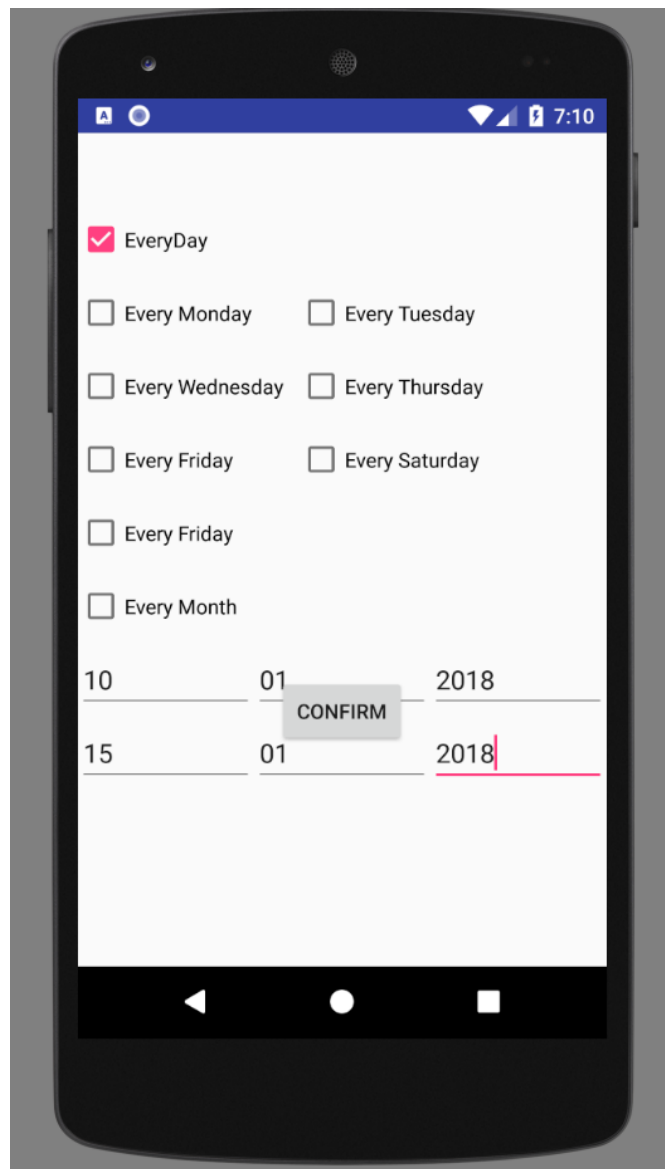 7:10
EveryDay
Every Monday Every Tuesday
Every Wednesday Every Thursday
Every Friday Every Saturday
Every Friday
Every Month
10 01 2018
CONFIRM
15 01 2018